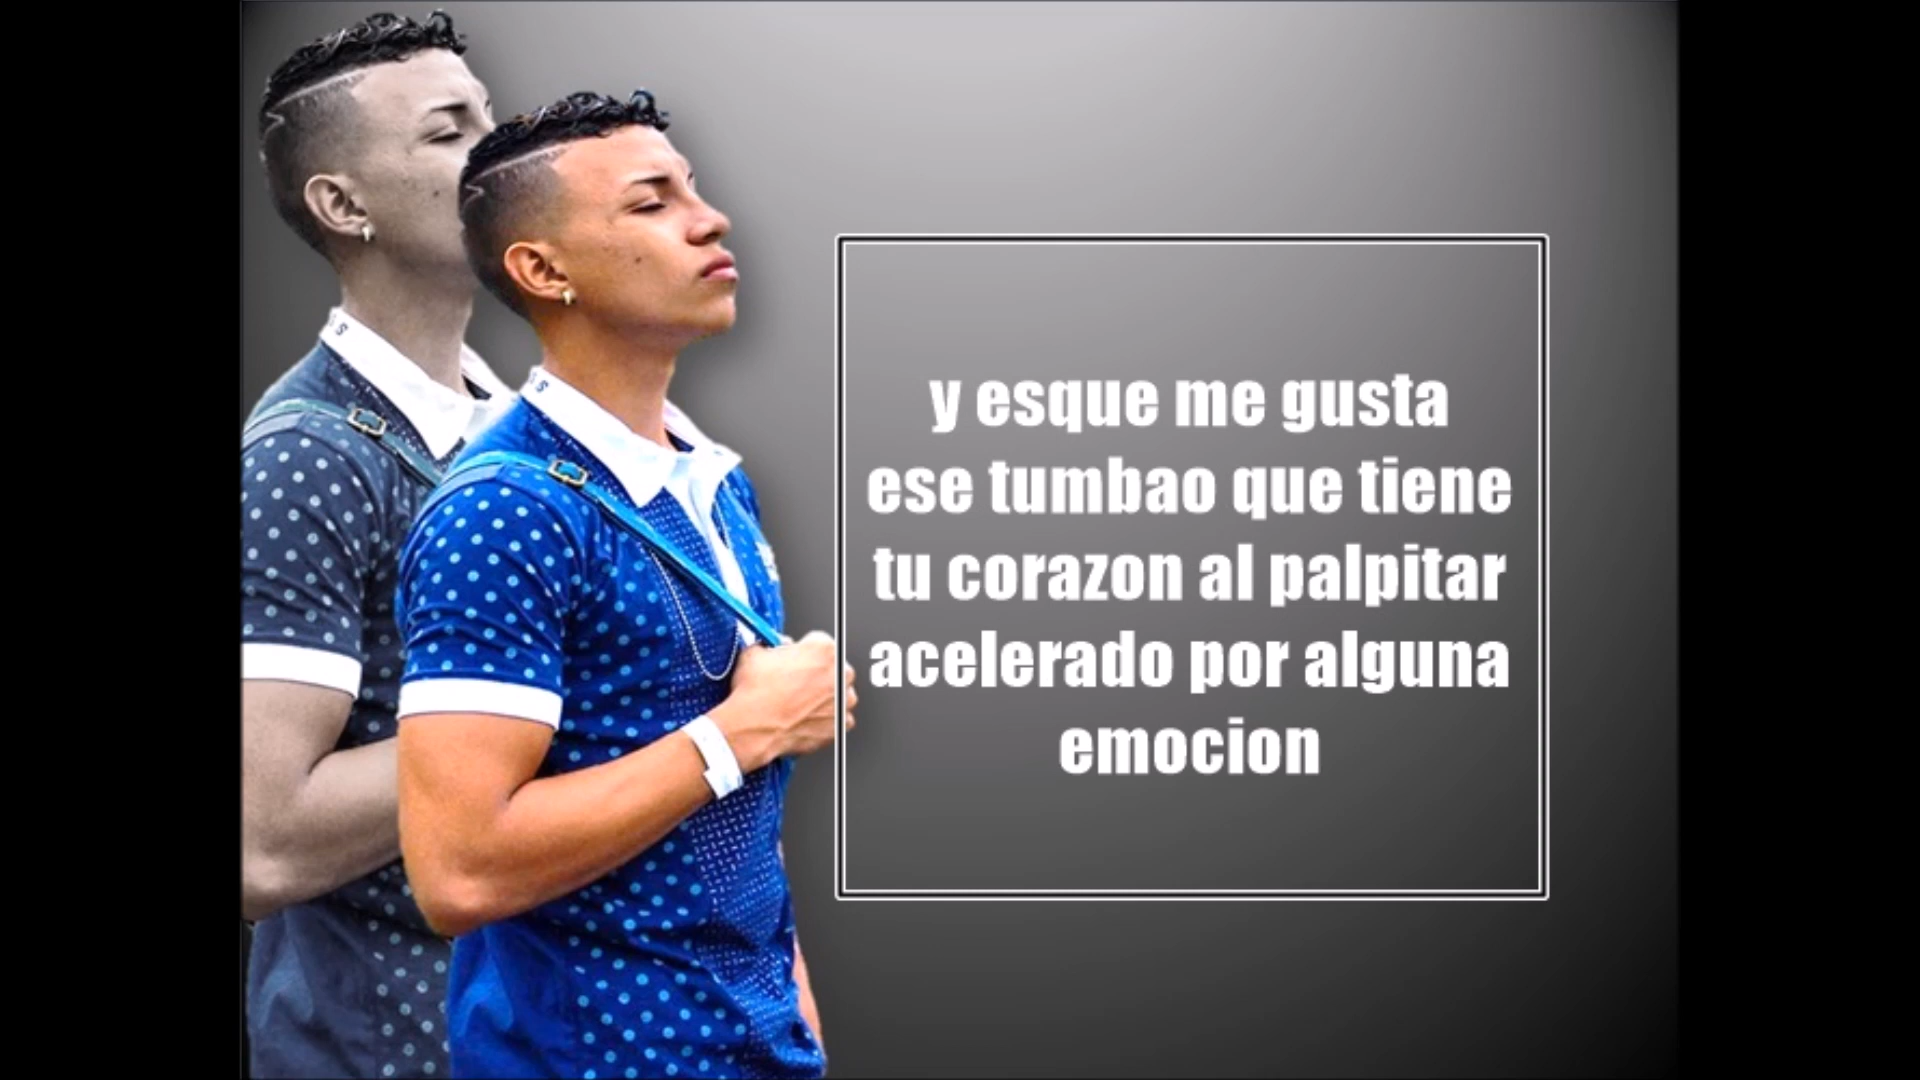 y esque me gusta
ese tumbao que tiene
tu corazon al palpitar
acelerado por alguna
emocion